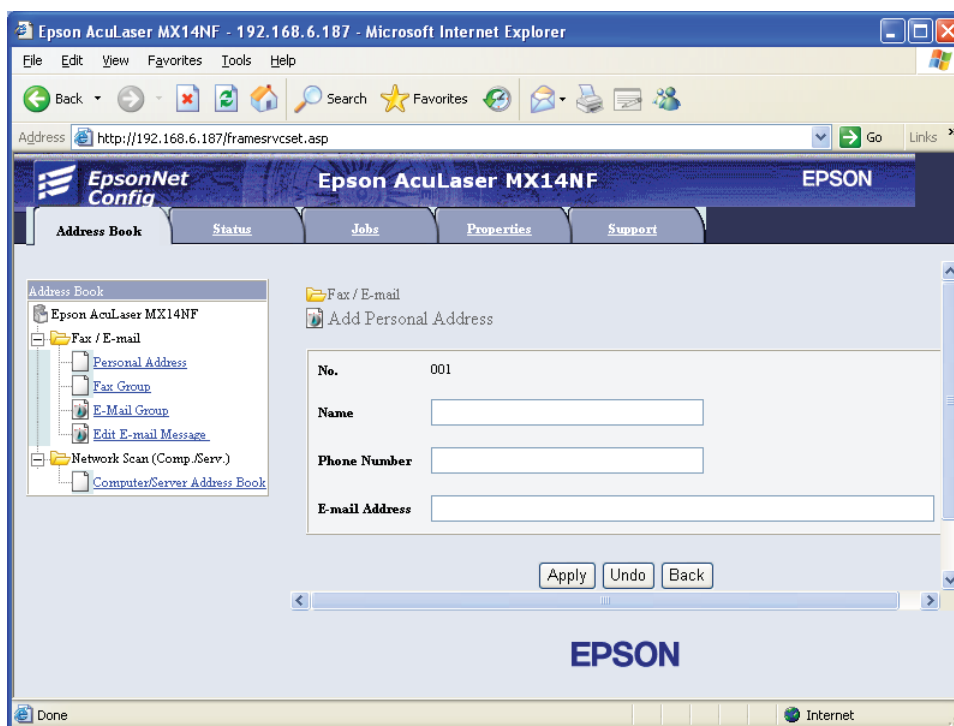 Epson AcuLaser MX14NF - 192.168.6.187 - Microsoft Internet Explorer
File Edit View Favorites Tools Help
Back Search Favorites
Address http://192.168.6.187/framesrvcset.asp Go Links »
EpsonNet Config
Epson AcuLaser MX14NF
EPSON
Address Book Status Jobs Properties Support
Address Book
Epson AcuLaser MX14NF
Fax / E-mail
Personal Address
Fax Group
E-Mail Group
Edit E-mail Message
Network Scan (Comp./Serv.)
Computer/Server Address Book
Fax / E-mail
Add Personal Address
No. 001
Name
Phone Number
E-mail Address
Apply Undo Back
EPSON
Done Internet